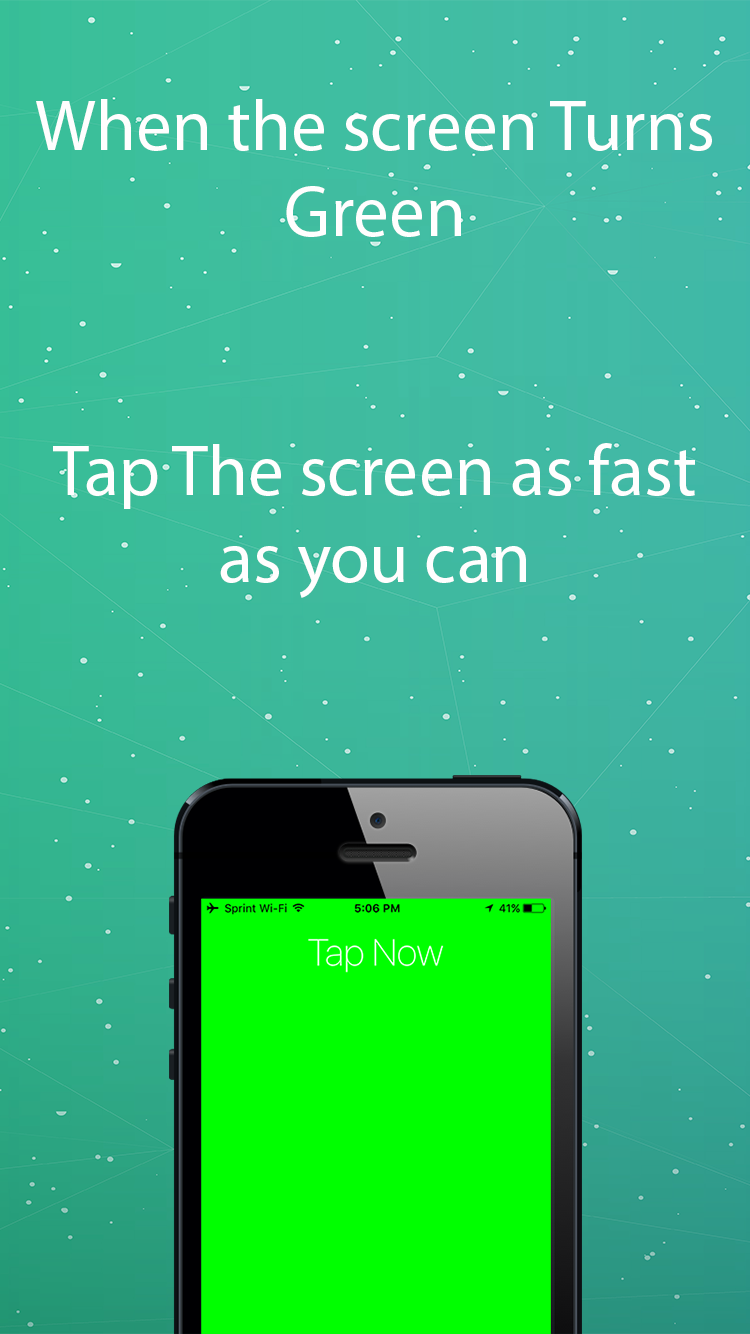 When the screen Turns
Green
Tap The screen as fast
as you can
Sprint Wi-Fi 5:06 PM 41%
Tap Now